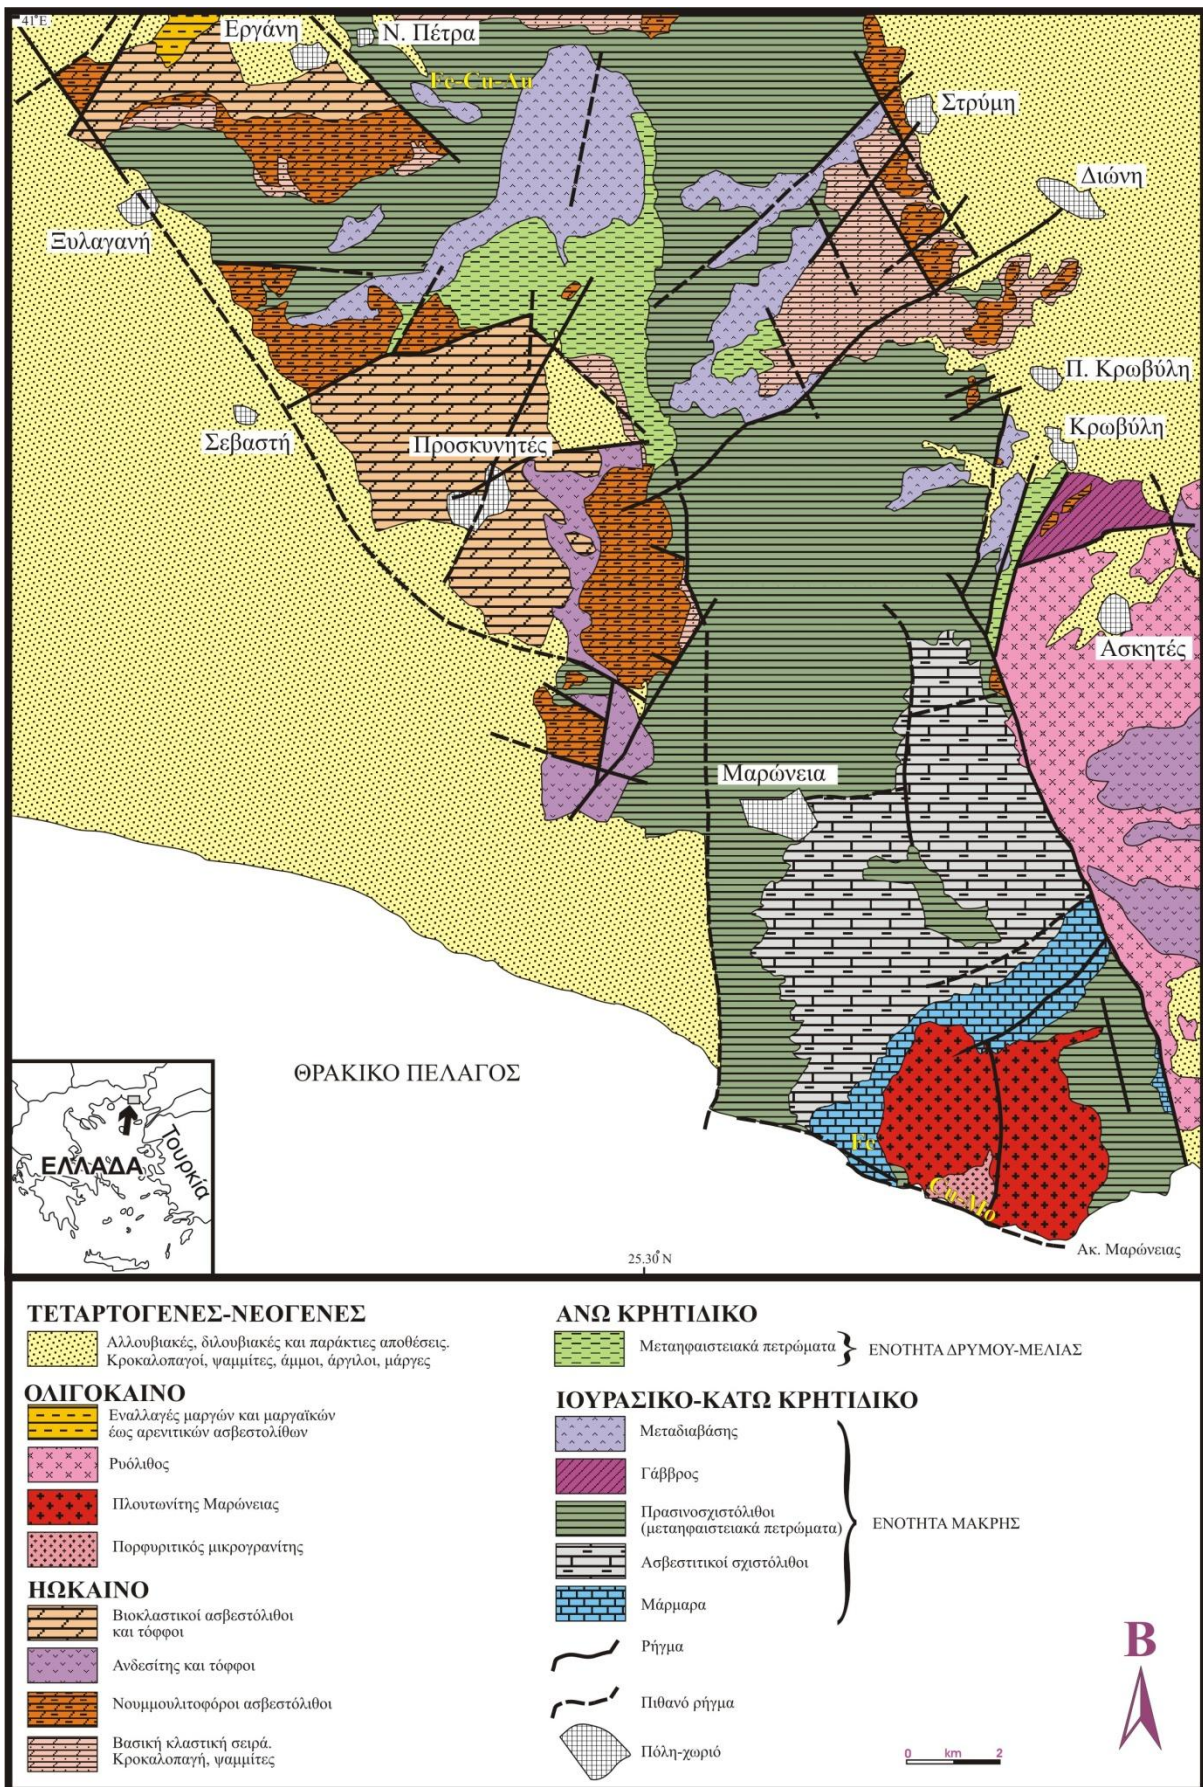 41°E
Εργάνη
Ν. Πέτρα
Fe-Cu-Au
Στρύμη
Διώνη
Ξυλαγανή
Π. Κρωβύλη
Κρωβύλη
Σεβαστή
Προσκυνητές
Ασκητές
Μαρώνεια
ΘΡΑΚΙΚΟ ΠΕΛΑΓΟΣ
Fe
Cu-Mo
Ακ. Μαρώνειας
25.30°N
ΕΛΛΑΔΑ
Τουρκία
ΤΕΤΑΡΤΟΓΕΝΕΣ-ΝΕΟΓΕΝΕΣ
Αλλουβιακές, διλουβιακές και παράκτιες αποθέσεις.
Κροκαλοπαγοί, ψαμμίτες, άμμοι, άργιλοι, μάργες
ΟΛΙΓΟΚΑΙΝΟ
Εναλλαγές μαργών και μαργαϊκών
έως αρενιτικών ασβεστολίθων
Ρυόλιθος
Πλουτωνίτης Μαρώνειας
Πορφυριτικός μικρογρανίτης
ΗΩΚΑΙΝΟ
Βιοκλαστικοί ασβεστόλιθοι
και τόφφοι
Ανδεσίτης και τόφφοι
Νουμμουλιτοφόροι ασβεστόλιθοι
Βασική κλαστική σειρά.
Κροκαλοπαγή, ψαμμίτες
ΑΝΩ ΚΡΗΤΙΔΙΚΟ
Μεταηφαιστειακά πετρώματα
ΕΝΟΤΗΤΑ ΔΡΥΜΟΥ-ΜΕΛΙΑΣ
ΙΟΥΡΑΣΙΚΟ-ΚΑΤΩ ΚΡΗΤΙΔΙΚΟ
Μεταδιαβάσης
Γάββρος
Πρασινοσχιστόλιθοι
(μεταηφαιστειακά πετρώματα)
ΕΝΟΤΗΤΑ ΜΑΚΡΗΣ
Ασβεστιτικοί σχιστόλιθοι
Μάρμαρα
Ρήγμα
Πιθανό ρήγμα
Πόλη-χωριό
Β
0 km 2